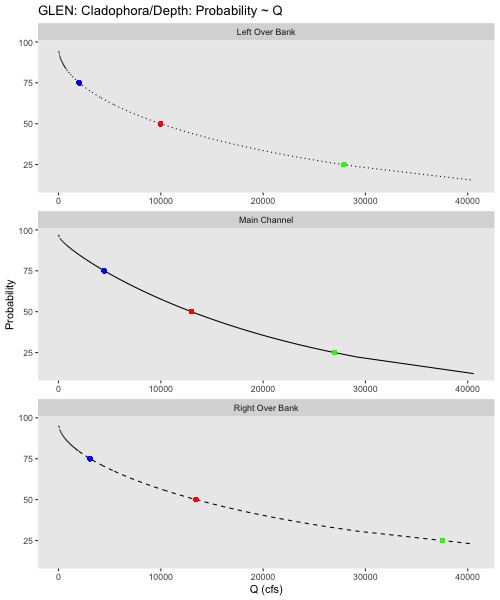 GLEN: Cladophora/Depth: Probability ~ Q
Left Over Bank
100
75
50
25
0 10000 20000 30000 40000
Main Channel
100
75
50
25
0 10000 20000 30000 40000
Probability
Right Over Bank
100
75
50
25
0 10000 20000 30000 40000
Q (cfs)